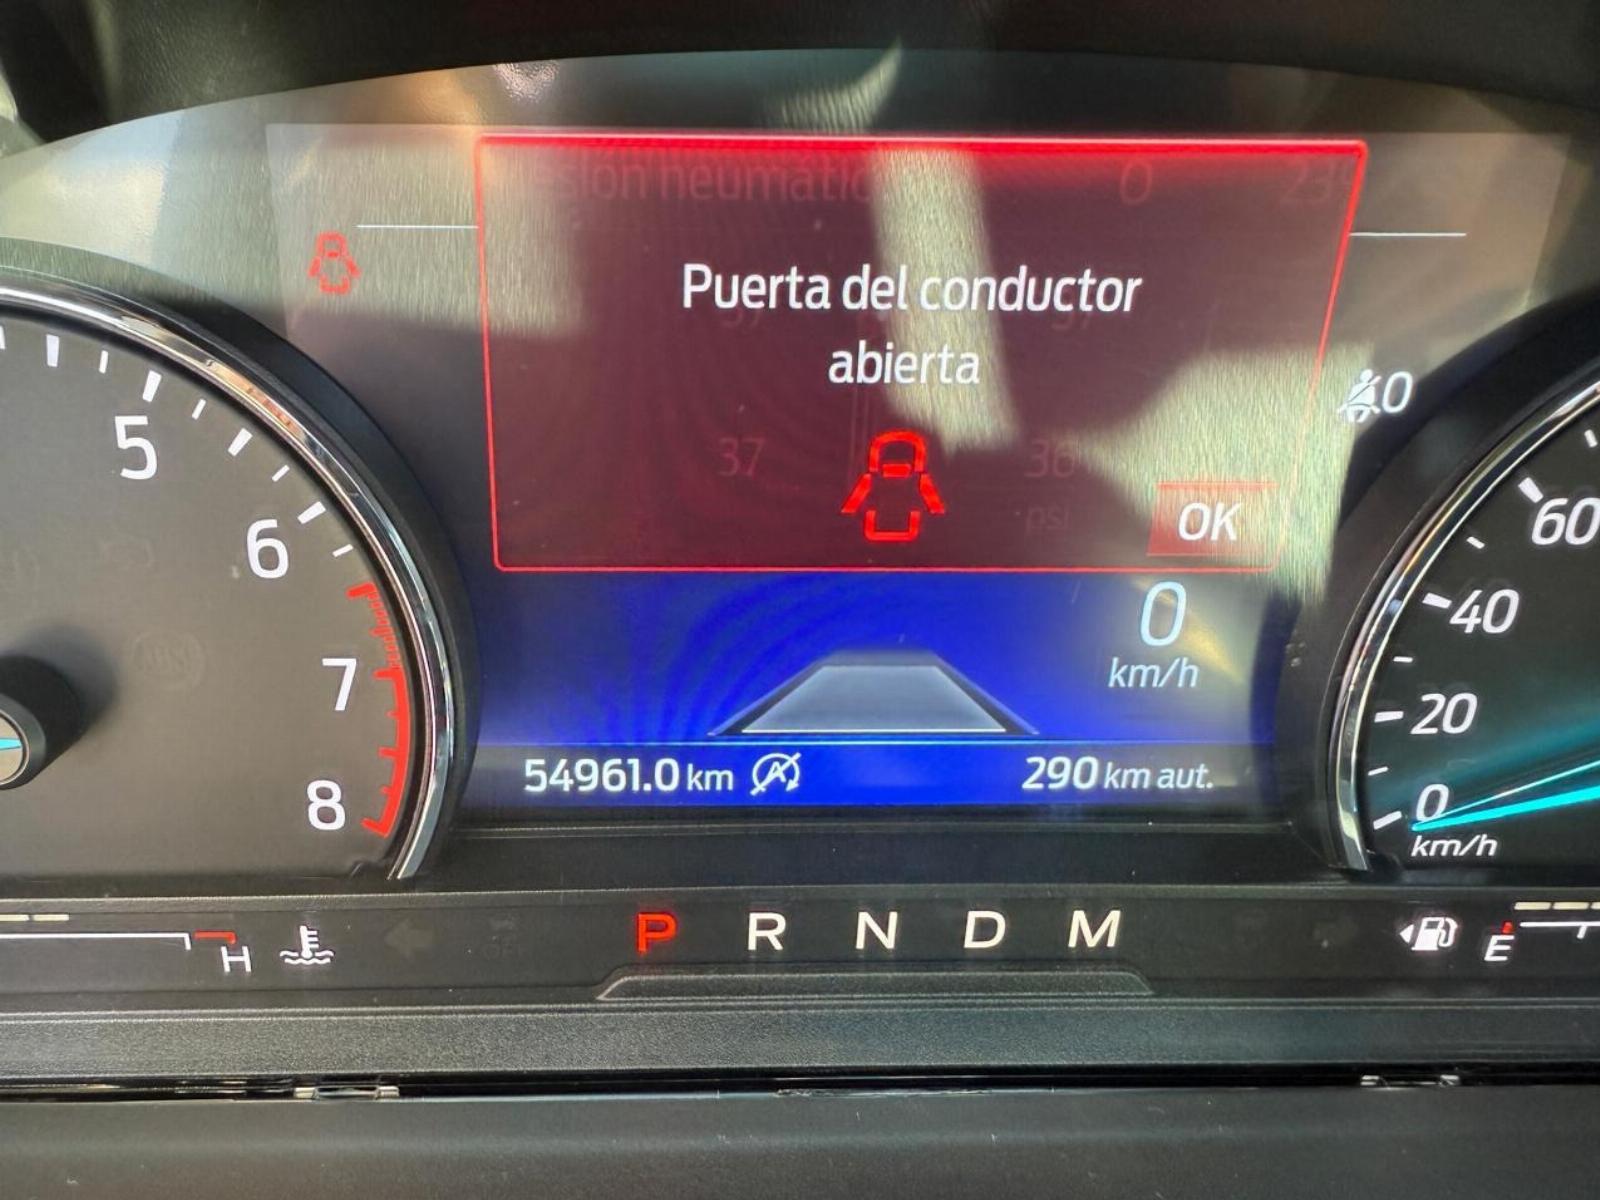 Puerta del conductor
abierta
37 36
psi
OK
0
0
km/h
54961.0 km A 290 km aut.
5
6
7
8
60
40
20
0
km/h
H P R N D M E